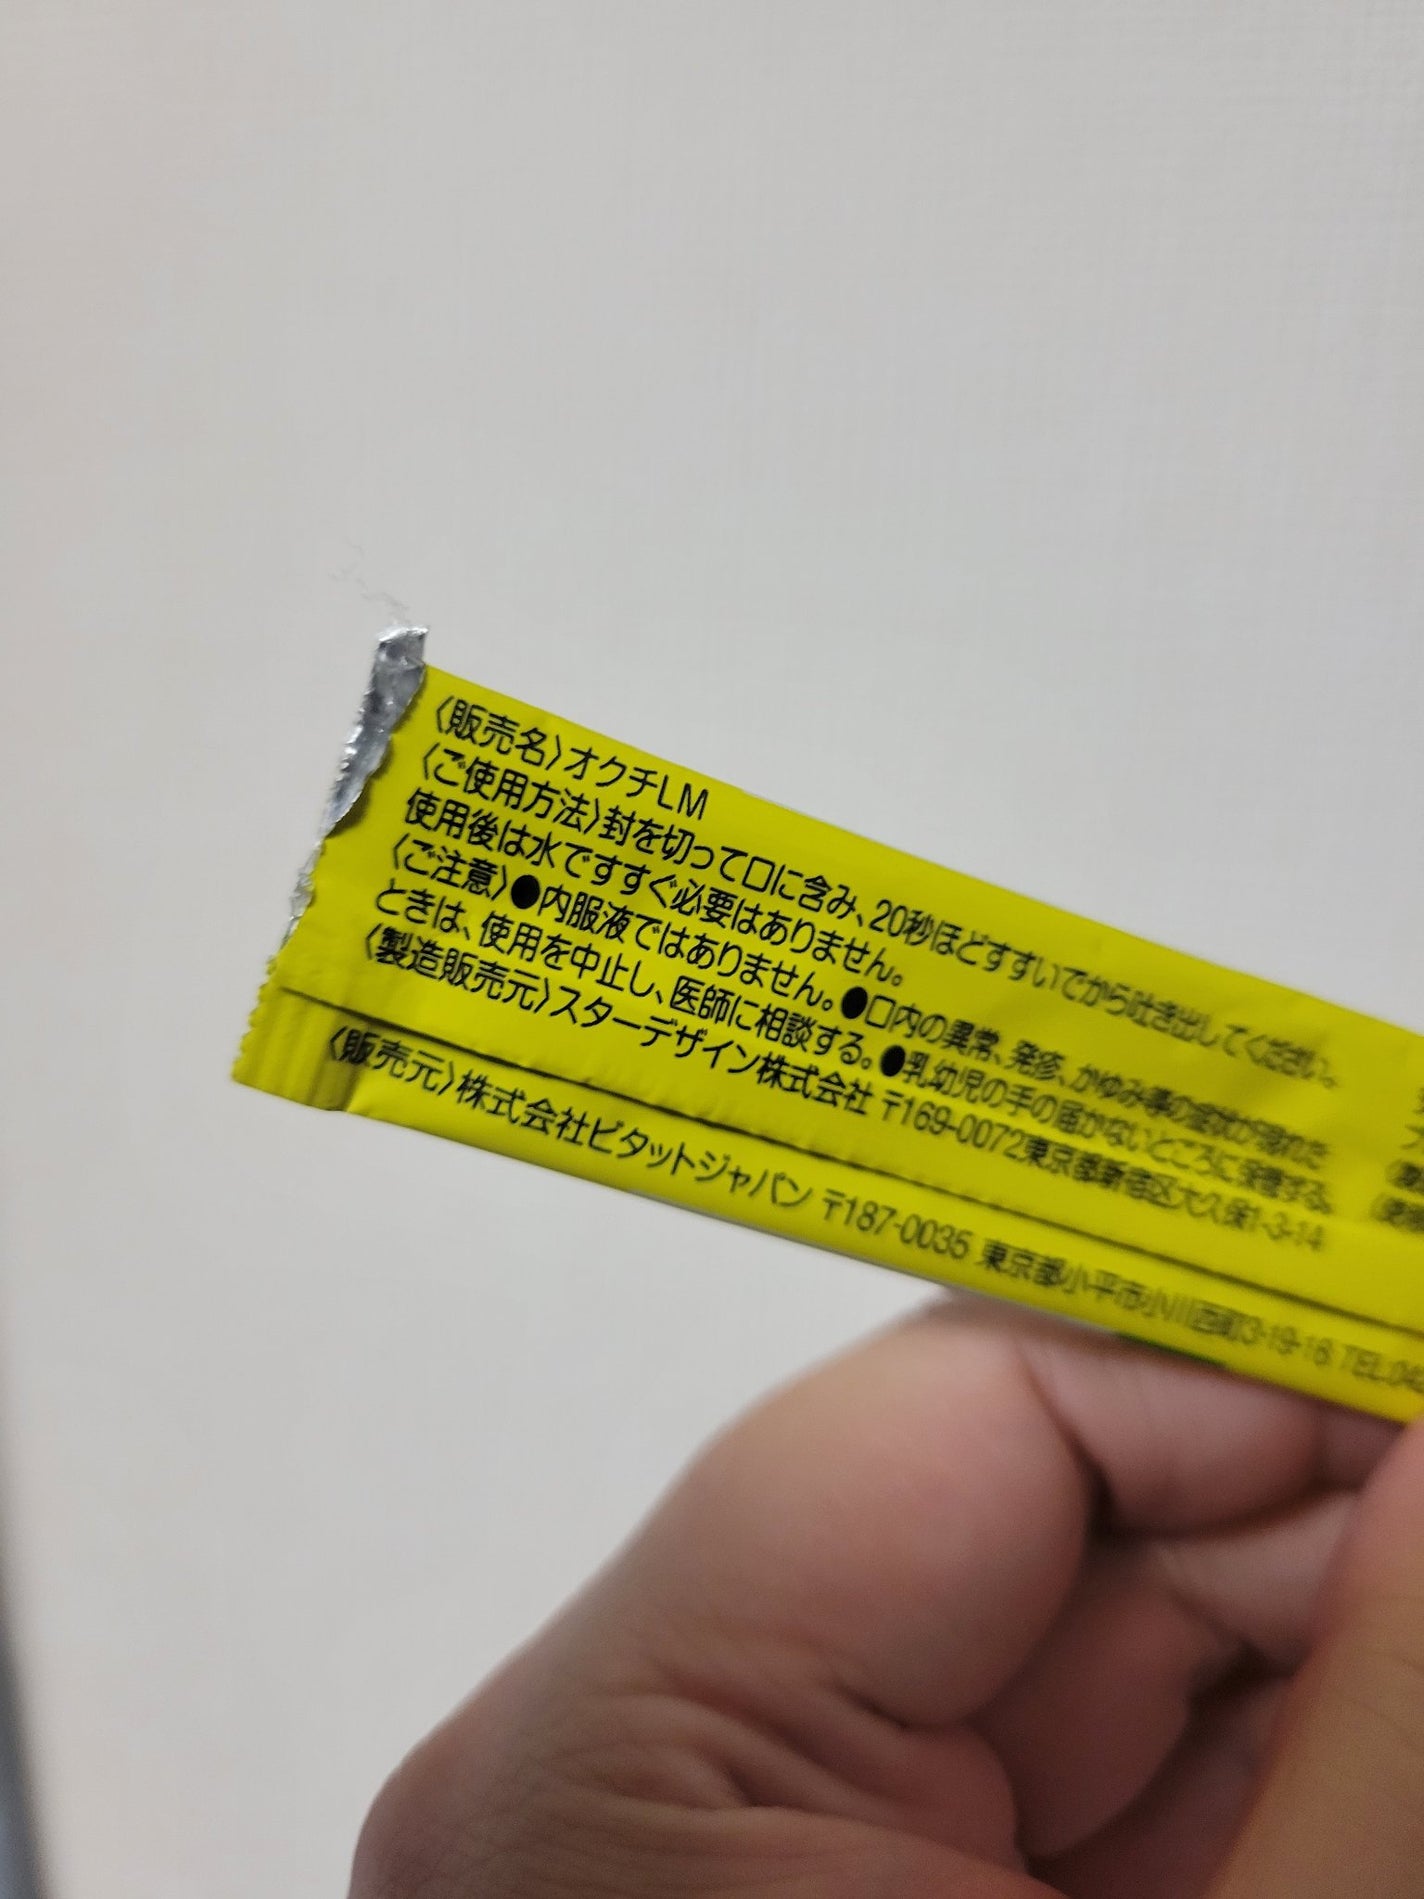 〈販売名〉オクチLM
〈ご使用方法〉封を切って口に含み、20秒ほどすすいでから吐き出してください。
使用後は水ですすぐ必要はありません。
〈ご注意〉●内服液ではありません。●口内の異常、発疹、かゆみ等の症状が現れた
ときは、使用を中止し、医師に相談する。●乳幼児の手の届かないところに保管する。
〈製造販売元〉スターデザイン株式会社 〒169-0072東京都新宿区大久保1-3-14
〈販売元〉株式会社ビタットジャパン 〒187-0035 東京都小平市小川西町3-19-16 TEL:042